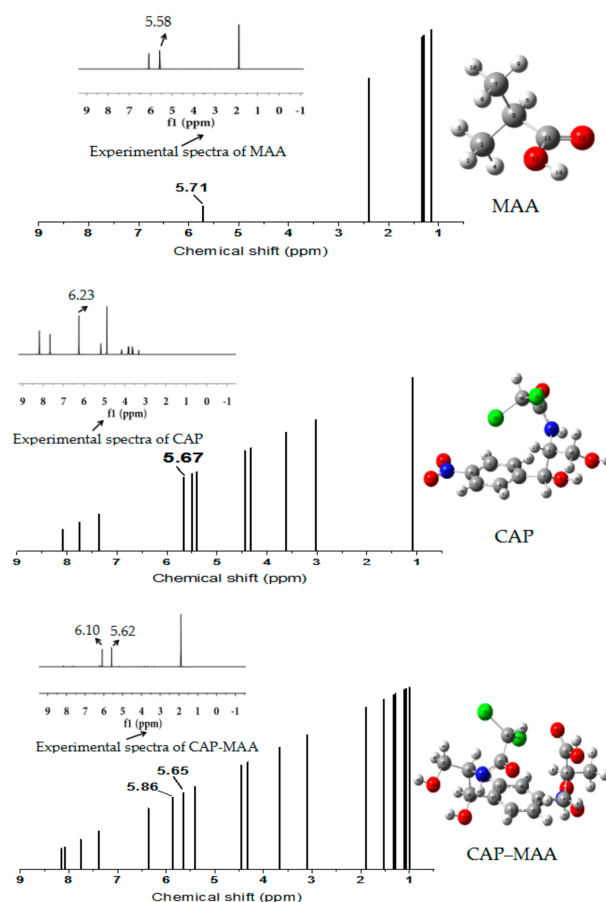 5.58
9 8 7 6 5 4 3 2 1 0 -1
f1 (ppm)
Experimental spectra of MAA
5.71
9 8 7 6 5 4 3 2 1
Chemical shift (ppm)
MAA
6.23
9 8 7 6 5 4 3 2 1 0 -1
f1 (ppm)
Experimental spectra of CAP
5.67
9 8 7 6 5 4 3 2 1
Chemical shift (ppm)
CAP
6.10 5.62
9 8 7 6 5 4 3 2 1 0 -1
f1 (ppm)
Experimental spectra of CAP-MAA
5.86 5.65
9 8 7 6 5 4 3 2 1
Chemical shift (ppm)
CAP–MAA